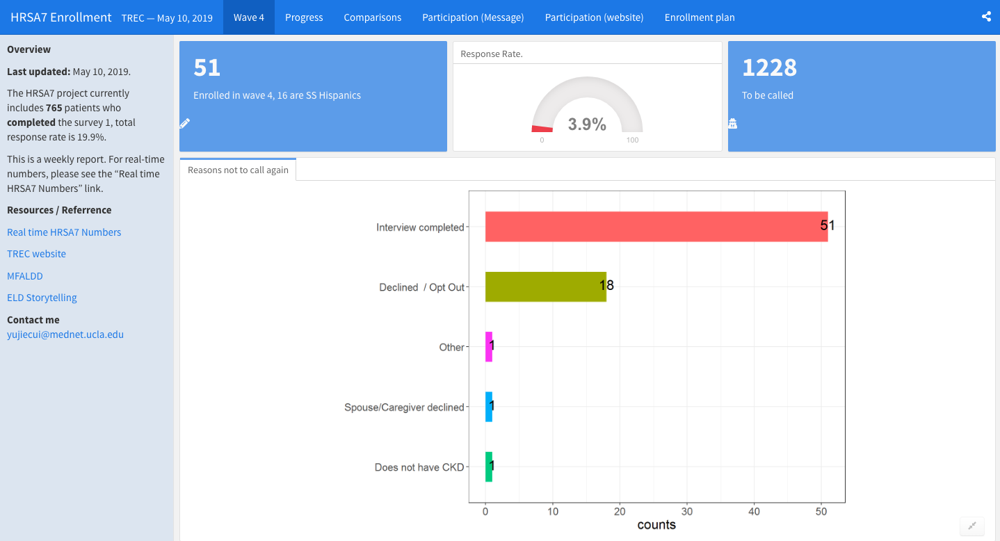 HRSA7 Enrollment TREC — May 10, 2019 Wave 4 Progress Comparisons Participation (Message) Participation (website) Enrollment plan
Overview
Last updated: May 10, 2019.
The HRSA7 project currently
includes 765 patients who
completed the survey 1, total
response rate is 19.9%.
This is a weekly report. For real-time
numbers, please see the “Real time
HRSA7 Numbers” link.
Resources / Referrence
Real time HRSA7 Numbers
TREC website
MFALDD
ELD Storytelling
Contact me
yujiecui@mednet.ucla.edu
51
Enrolled in wave 4, 16 are SS Hispanics
Response Rate.
3.9%
0 100
1228
To be called
Reasons not to call again
Interview completed 51
Declined / Opt Out 18
Other 1
Spouse/Caregiver declined 1
Does not have CKD 1
0 10 20 30 40 50
counts